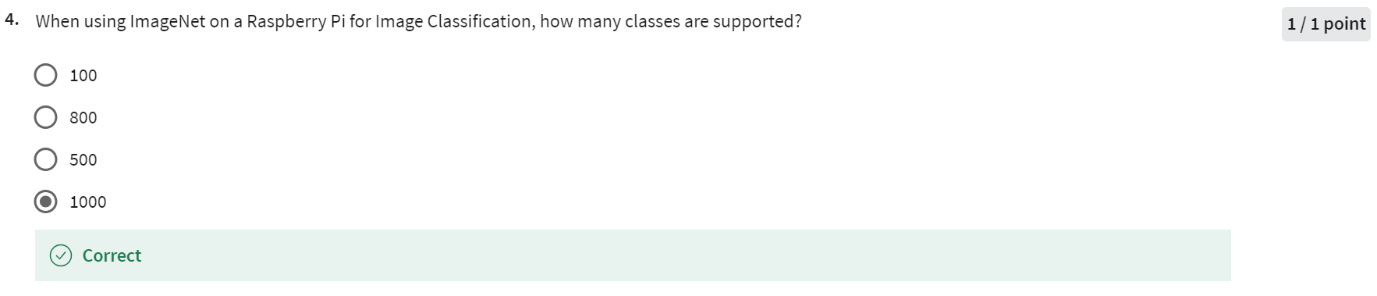 4. When using ImageNet on a Raspberry Pi for Image Classification, how many classes are supported?
1 / 1 point
100
800
500
1000
Correct